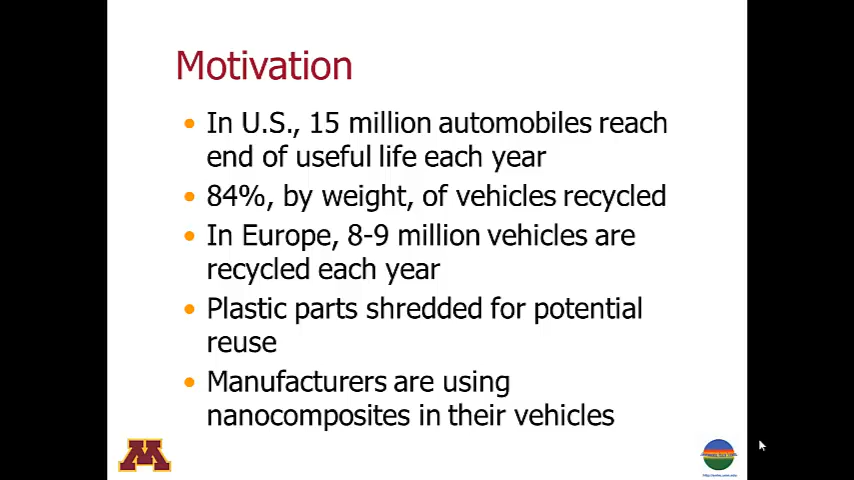 Motivation
• In U.S., 15 million automobiles reach
end of useful life each year
• 84%, by weight, of vehicles recycled
• In Europe, 8-9 million vehicles are
recycled each year
• Plastic parts shredded for potential
reuse
• Manufacturers are using
nanocomposites in their vehicles
M